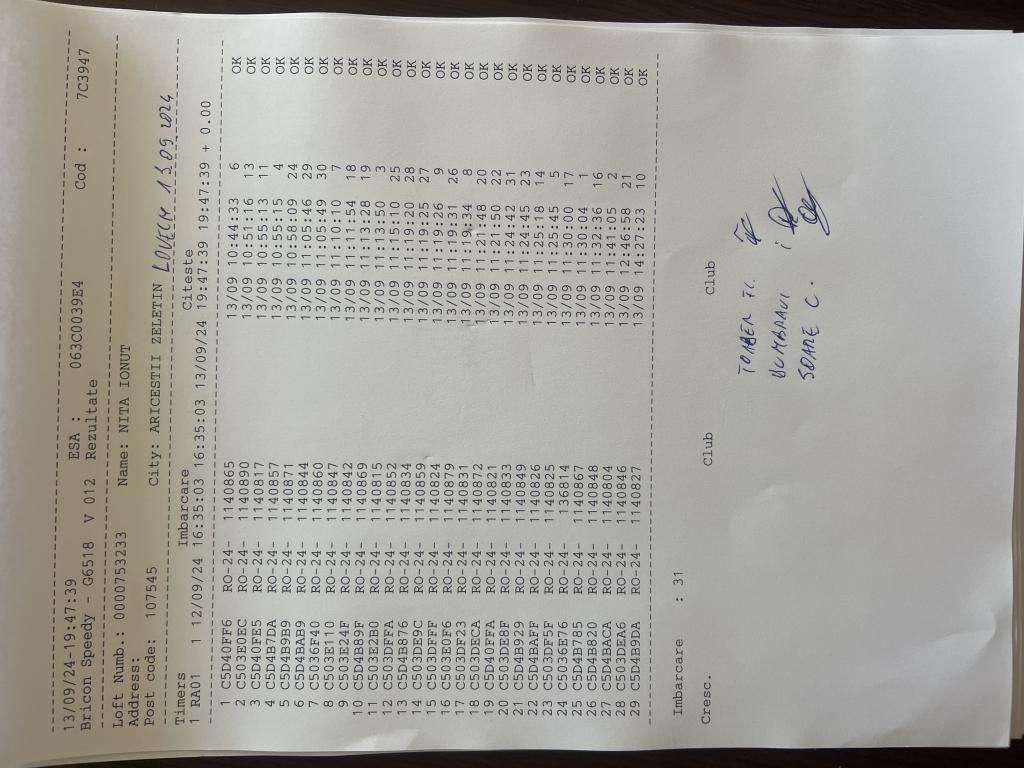 13/09/24-19:47:39 ESA : 063C0039E4 Cod : 7C3947
Bricon Speedy - G6518 V 012 Rezultate
Loft Numb.: 0000753233 Name: NITA IONUT
Address:
Post code: 107545 City: ARICESTII ZELETIN LOVECH 13 09 2024
Timers Imbarcare Citeste
1 RA01 1 12/09/24 16:35:03 16:35:03 13/09/24 19:47:39 19:47:39 + 0.00
1 C5D40FF6 RO-24- 1140865 13/09 10:44:33 6 OK
2 C503E0EC RO-24- 1140890 13/09 10:51:16 13 OK
3 C5D40FE5 RO-24- 1140817 13/09 10:55:13 11 OK
4 C5D4B7DA RO-24- 1140857 13/09 10:55:15 4 OK
5 C5D4B9B9 RO-24- 1140871 13/09 10:58:09 24 OK
6 C5D4BAB9 RO-24- 1140844 13/09 11:05:46 29 OK
7 C5036F40 RO-24- 1140860 13/09 11:05:49 30 OK
8 C503E110 RO-24- 1140847 13/09 11:10:10 7 OK
9 C503E24F RO-24- 1140842 13/09 11:11:54 18 OK
10 C5D4B89F RO-24- 1140869 13/09 11:13:28 19 OK
11 C503E2B0 RO-24- 1140815 13/09 11:13:50 3 OK
12 C503DFFA RO-24- 1140852 13/09 11:15:10 25 OK
13 C5D4B876 RO-24- 1140834 13/09 11:19:20 28 OK
14 C503DE9C RO-24- 1140859 13/09 11:19:25 27 OK
15 C503DFFF RO-24- 1140824 13/09 11:19:26 9 OK
16 C503E0F6 RO-24- 1140879 13/09 11:19:31 26 OK
17 C503DF23 RO-24- 1140831 13/09 11:19:34 8 OK
18 C503DECA RO-24- 1140872 13/09 11:21:48 20 OK
19 C5D40FFA RO-24- 1140821 13/09 11:21:50 22 OK
20 C503DE8F RO-24- 1140833 13/09 11:24:42 31 OK
21 C5D4B929 RO-24- 1140849 13/09 11:24:45 23 OK
22 C5D4BAFF RO-24- 1140826 13/09 11:25:18 14 OK
23 C503DF5F RO-24- 1140825 13/09 11:25:45 5 OK
24 C5036E76 RO-24- 136814 13/09 11:30:00 17 OK
25 C5D4B785 RO-24- 1140867 13/09 11:30:04 1 OK
26 C5D4B820 RO-24- 1140848 13/09 11:32:36 16 OK
27 C5D4BACA RO-24- 1140804 13/09 11:41:05 2 OK
28 C503DEA6 RO-24- 1140846 13/09 12:46:58 21 OK
29 C5D4B9DA RO-24- 1140827 13/09 14:27:23 10 OK
Imbarcare : 31
Cresc. Club Club
SOARE C.